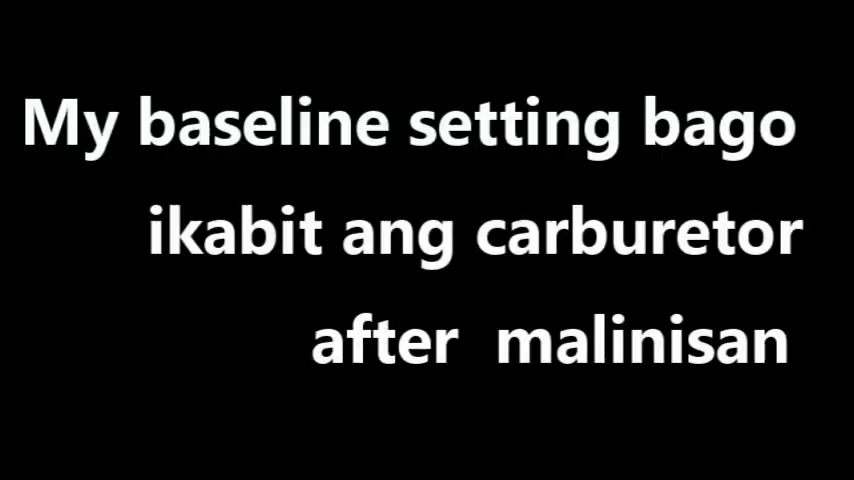 My baseline setting bago
ikabit ang carburetor
after malinisan